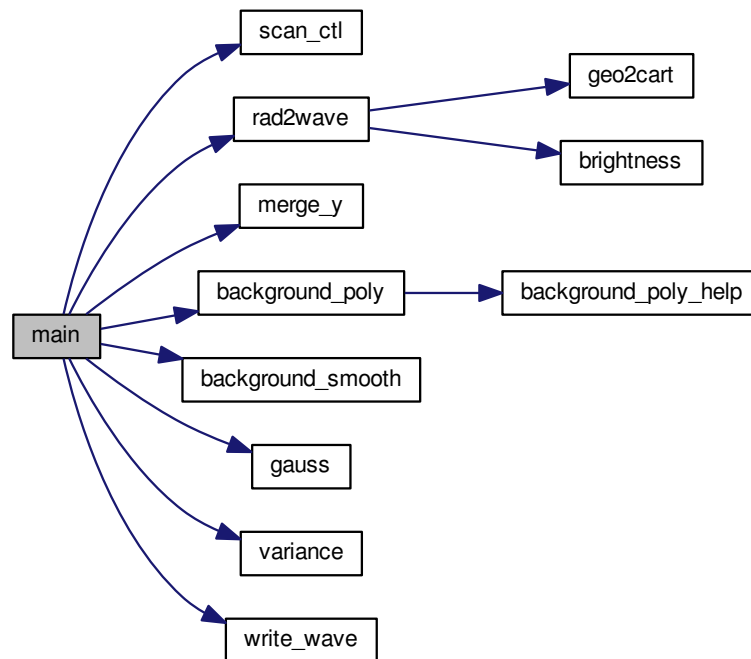 scan_ctl
geo2cart
rad2wave
brightness
merge_y
background_poly
background_poly_help
main
background_smooth
gauss
variance
write_wave